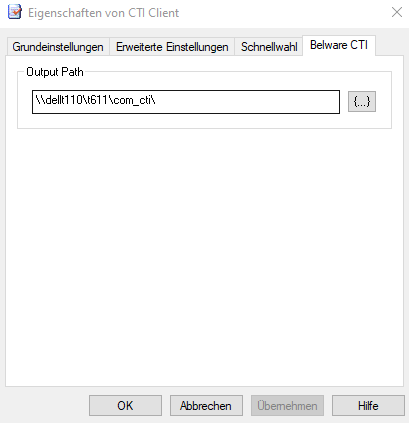 Eigenschaften von CTI Client
Grundeinstellungen Erweiterte Einstellungen Schnellwahl Belware CTI
Output Path
\\dellt110\t611\com_cti\ {...}
OK Abbrechen Übernehmen Hilfe